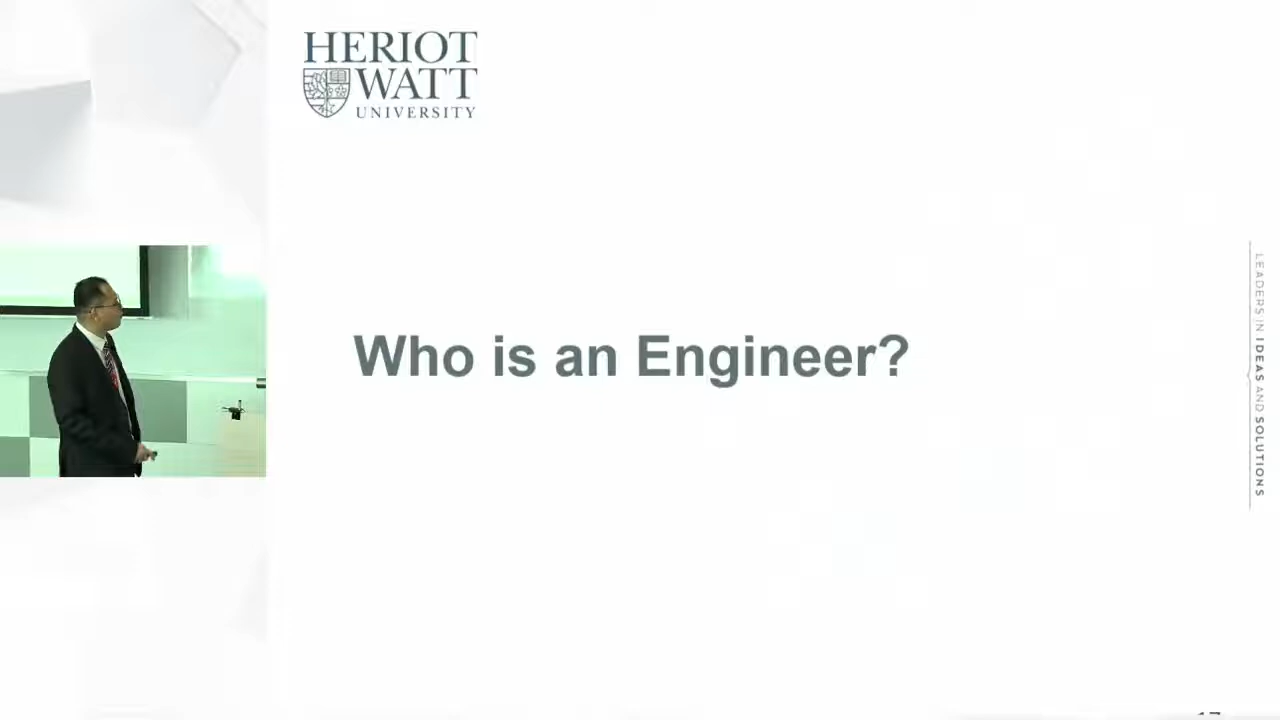 HERIOT
WATT
UNIVERSITY
Who is an Engineer?
LEADERS IN IDEAS AND SOLUTIONS